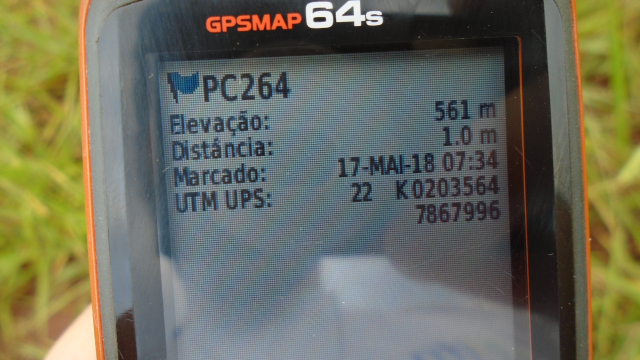 GPSMAP 64s
PC264
Elevação: 561 m
Distância: 1.0 m
Marcado: 17-MAI-18 07:34
UTM UPS: 22 K 0203564
7867996